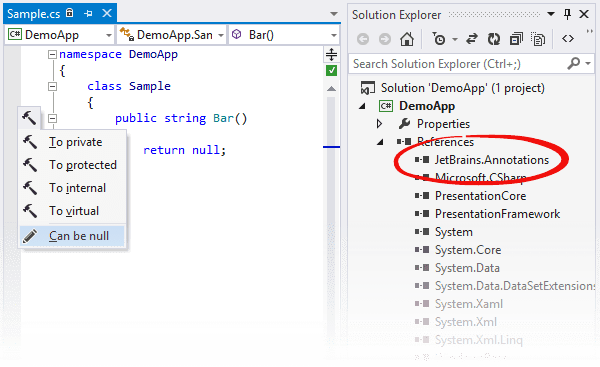 Sample.cs
DemoApp
DemoApp.San
Bar()
namespace DemoApp
{
class Sample
{
public string Bar()
return null;
To private
To protected
To internal
To virtual
Can be null
Solution Explorer
Search Solution Explorer (Ctrl+;)
Solution 'DemoApp' (1 project)
C# DemoApp
Properties
References
JetBrains.Annotations
Microsoft.CSharp
PresentationCore
PresentationFramework
System
System.Core
System.Data
System.Data.DataSetExtensions
System.Xaml
System.Xml
System.Xml.Linq